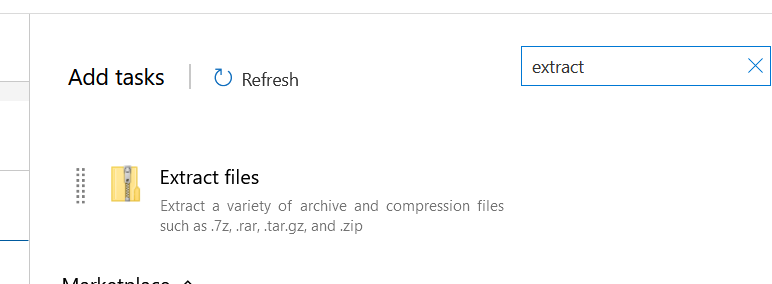 Add tasks
Refresh
extract
Extract files
Extract a variety of archive and compression files
such as .7z, .rar, .tar.gz, and .zip
Marketplace